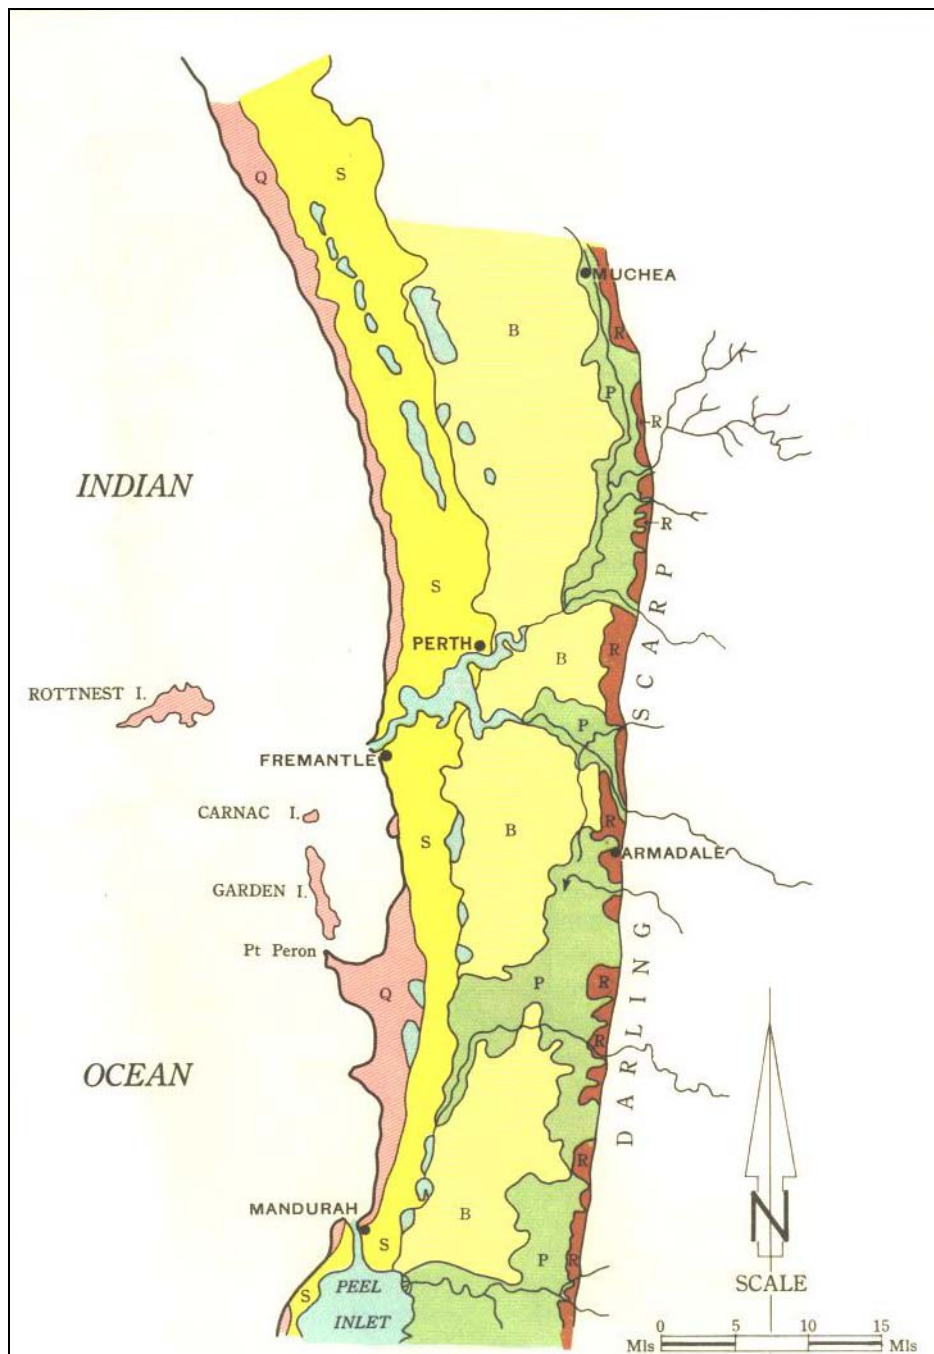 Q
S
MUCHEA
B
R
P
R
INDIAN
R
S
PERTH
B
R
ROTTNEST I.
P
FREMANTLE
CARNAC I.
R
S
B
ARMADALE
GARDEN I.
Pt Peron
P
R
Q
R
OCEAN
DARLING SCARP
R
MANDURAH
B
S
P
R
S
PEEL
INLET
N
SCALE
0 5 10 15
Mls Mls